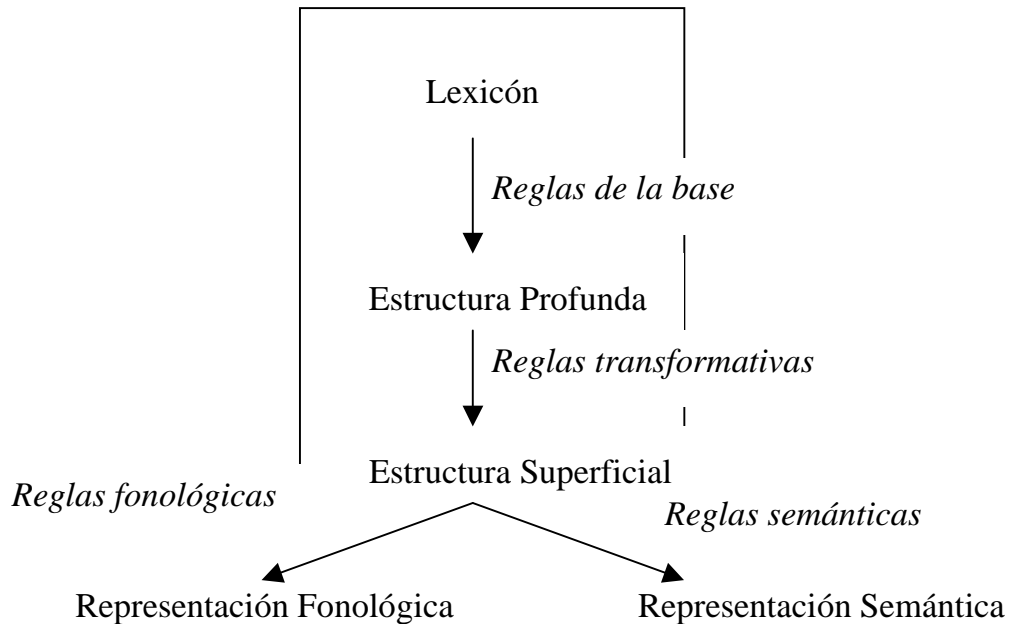 Lexicón
Reglas de la base
Estructura Profunda
Reglas transformativas
Estructura Superficial
Reglas fonológicas
Reglas semánticas
Representación Fonológica
Representación Semántica